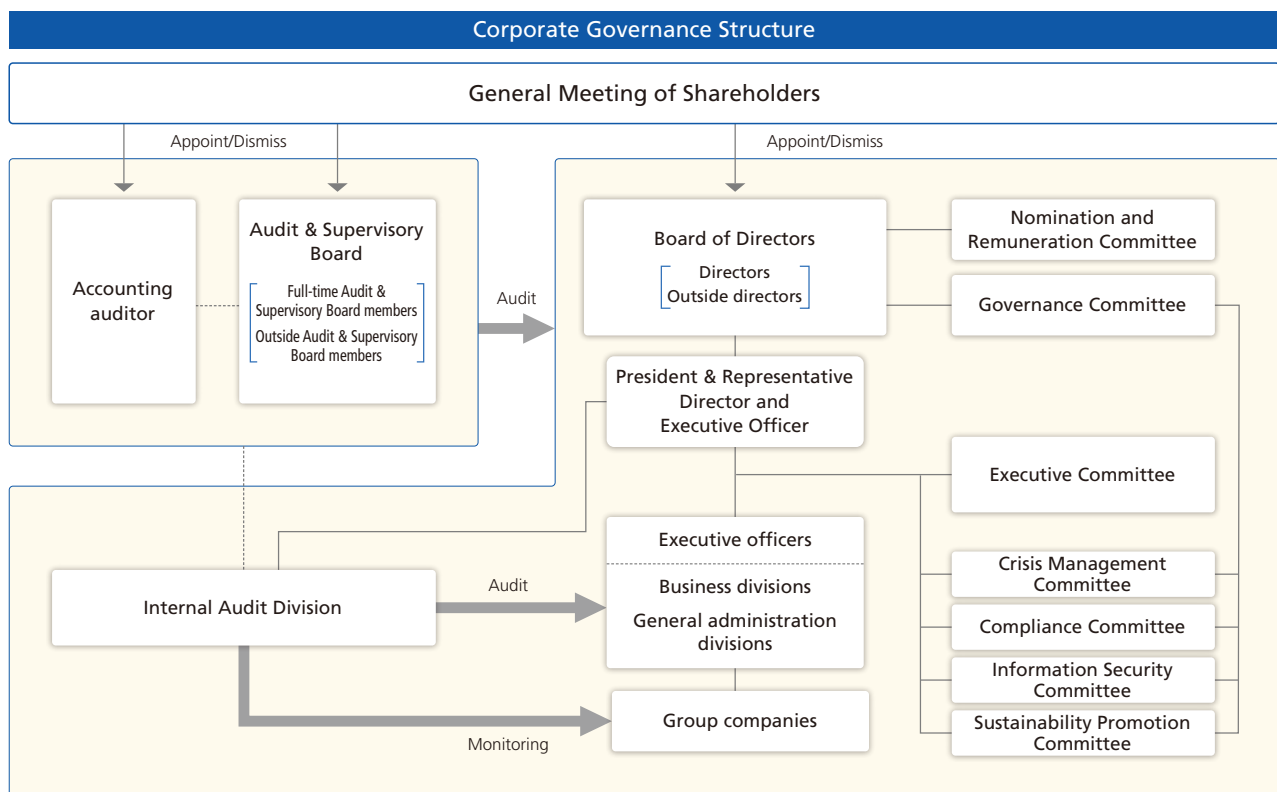 Corporate Governance Structure
General Meeting of Shareholders
Appoint/Dismiss
Appoint/Dismiss
Accounting
auditor
Audit & Supervisory
Board
Full-time Audit &
Supervisory Board members
Outside Audit & Supervisory
Board members
Audit
Board of Directors
Directors
Outside directors
Nomination and
Remuneration Committee
Governance Committee
President & Representative
Director and
Executive Officer
Executive Committee
Executive officers
Business divisions
General administration
divisions
Crisis Management
Committee
Compliance Committee
Information Security
Committee
Sustainability Promotion
Committee
Internal Audit Division
Audit
Group companies
Monitoring